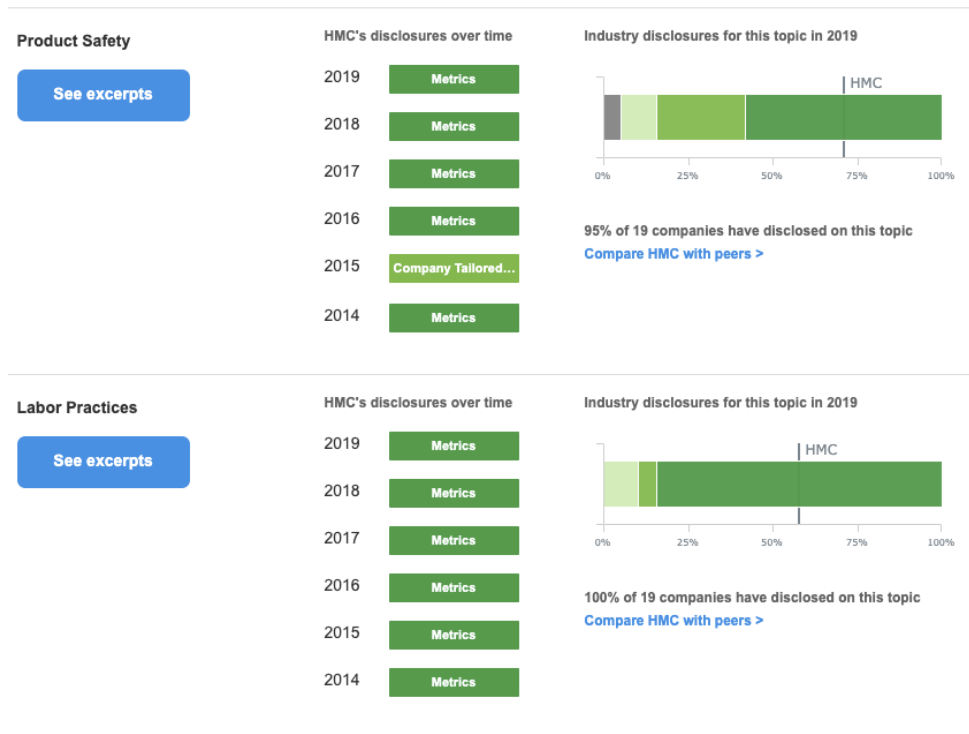 Product Safety
See excerpts
HMC's disclosures over time
2019 Metrics
2018 Metrics
2017 Metrics
2016 Metrics
2015 Company Tailored...
2014 Metrics
Industry disclosures for this topic in 2019
HMC
0% 25% 50% 75% 100%
95% of 19 companies have disclosed on this topic
Compare HMC with peers >
Labor Practices
See excerpts
HMC's disclosures over time
2019 Metrics
2018 Metrics
2017 Metrics
2016 Metrics
2015 Metrics
2014 Metrics
Industry disclosures for this topic in 2019
HMC
0% 25% 50% 75% 100%
100% of 19 companies have disclosed on this topic
Compare HMC with peers >